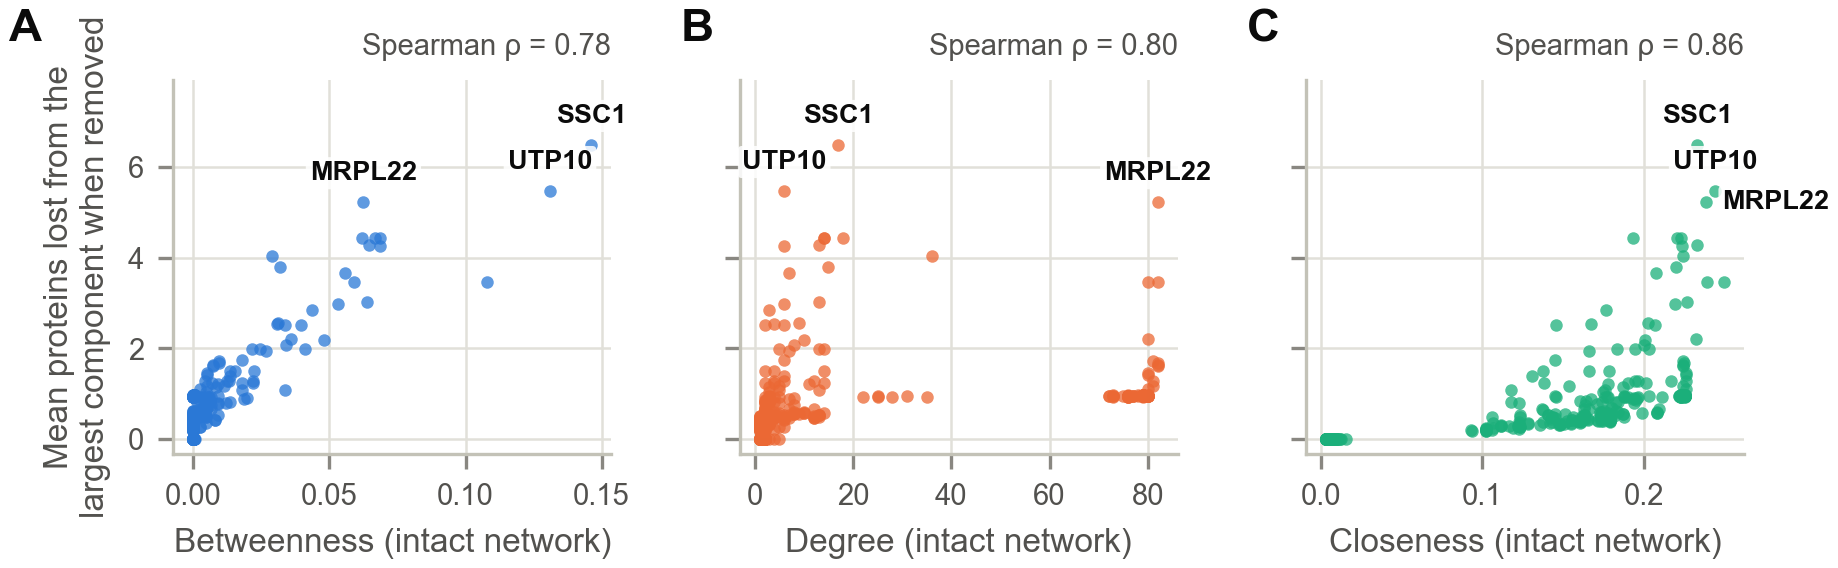 A
Spearman ρ = 0.78
Mean proteins lost from the
largest component when removed
SSC1
UTP10
MRPL22
6
4
2
0
0.00
0.05
0.10
0.15
Betweenness (intact network)
B
Spearman ρ = 0.80
SSC1
UTP10
MRPL22
0
20
40
60
80
Degree (intact network)
C
Spearman ρ = 0.86
SSC1
UTP10
MRPL22
0.0
0.1
0.2
Closeness (intact network)